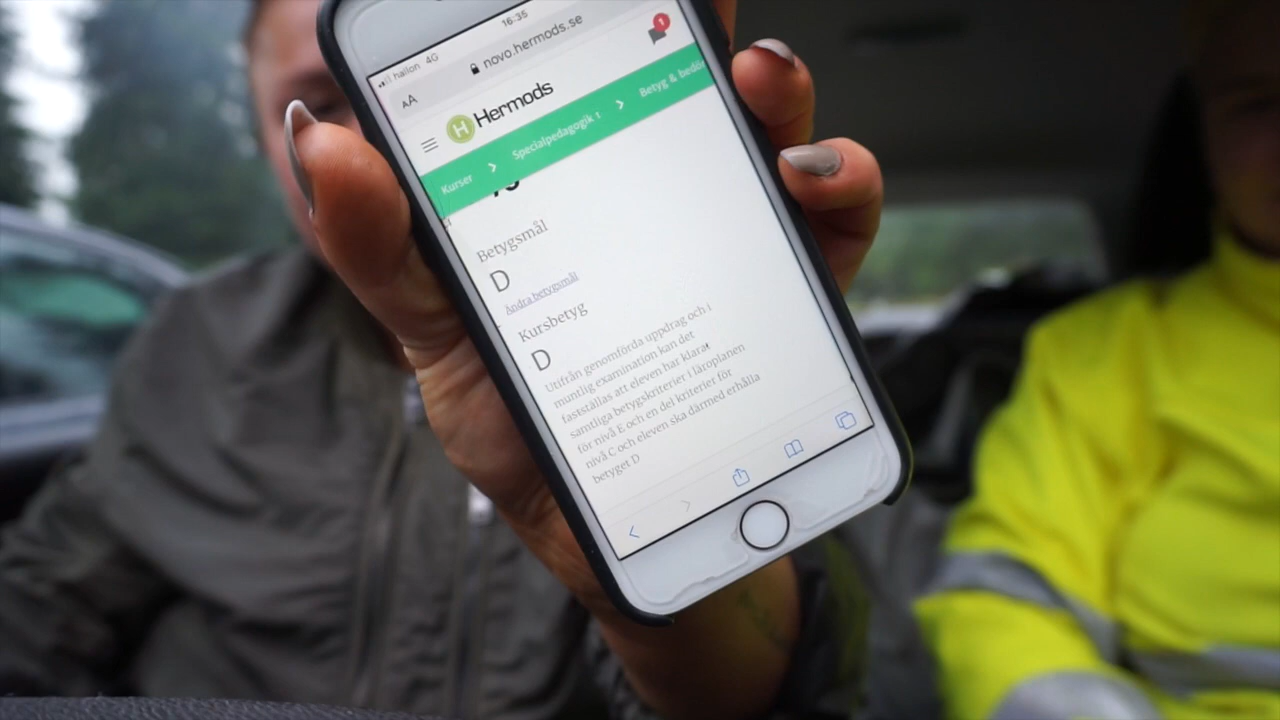 hallon 4G
16:35
AA
novo.hermods.se
1
H Hermods
Kurser > Specialpedagogik 1 > Betyg & bedö
Betygsmål
D
Ändra betygsmål
Kursbetyg
D
Utifrån genomförda uppdrag och i
muntlig examination kan det
fastställas att eleven har klarat
samtliga betygskriterier i läroplanen
för nivå E och en del kriterier för
nivå C och eleven ska därmed erhålla
betyget D